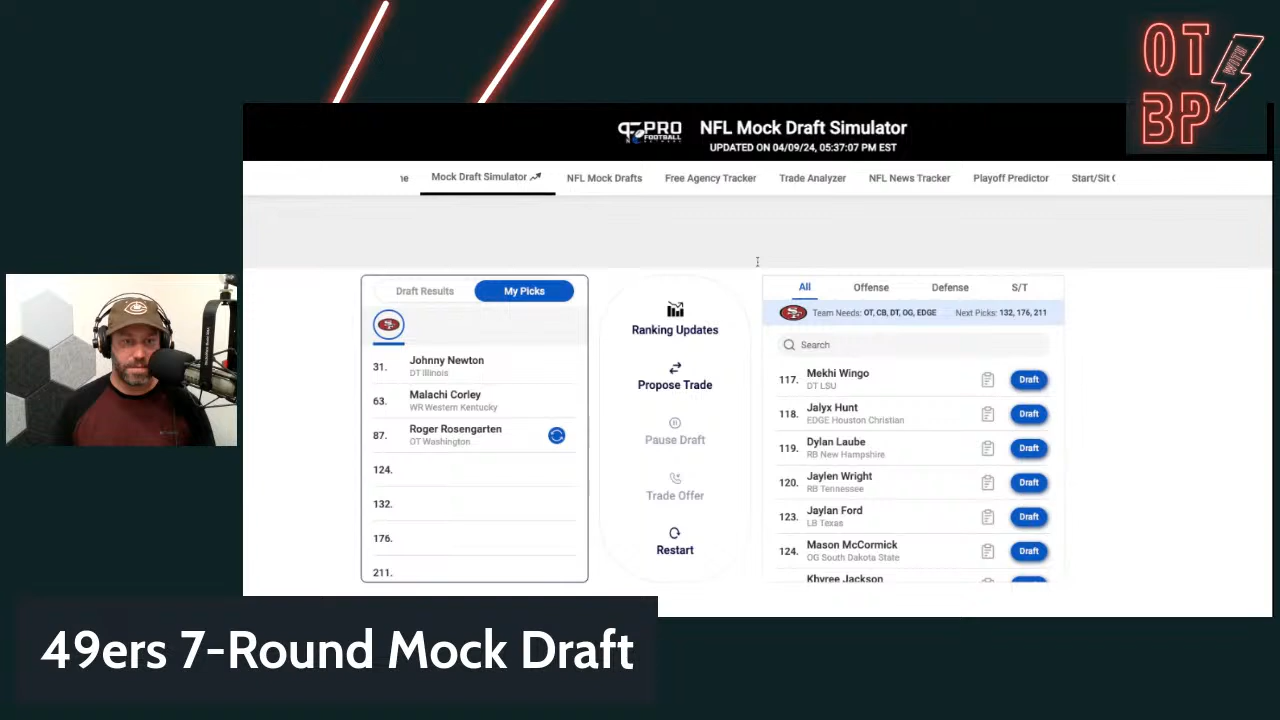 OT
WITH
BP
PRO
FOOTBALL
NFL Mock Draft Simulator
UPDATED ON 04/09/24, 05:37:07 PM EST
ne
Mock Draft Simulator
NFL Mock Drafts
Free Agency Tracker
Trade Analyzer
NFL News Tracker
Playoff Predictor
Start/Sit
Draft Results
My Picks
31.
Johnny Newton
DT Illinois
63.
Malachi Corley
WR Western Kentucky
87.
Roger Rosengarten
OT Washington
124.
132.
176.
211.
Ranking Updates
Propose Trade
Pause Draft
Trade Offer
Restart
All
Offense
Defense
S/T
Team Needs: OT, CB, DT, OG, EDGE
Next Picks: 132, 176, 211
Search
117.
Mekhi Wingo
DT LSU
Draft
118.
Jalyx Hunt
EDGE Houston Christian
Draft
119.
Dylan Laube
RB New Hampshire
Draft
120.
Jaylen Wright
RB Tennessee
Draft
123.
Jaylan Ford
LB Texas
Draft
124.
Mason McCormick
OG South Dakota State
Draft
Khyree Jackson
49ers 7-Round Mock Draft